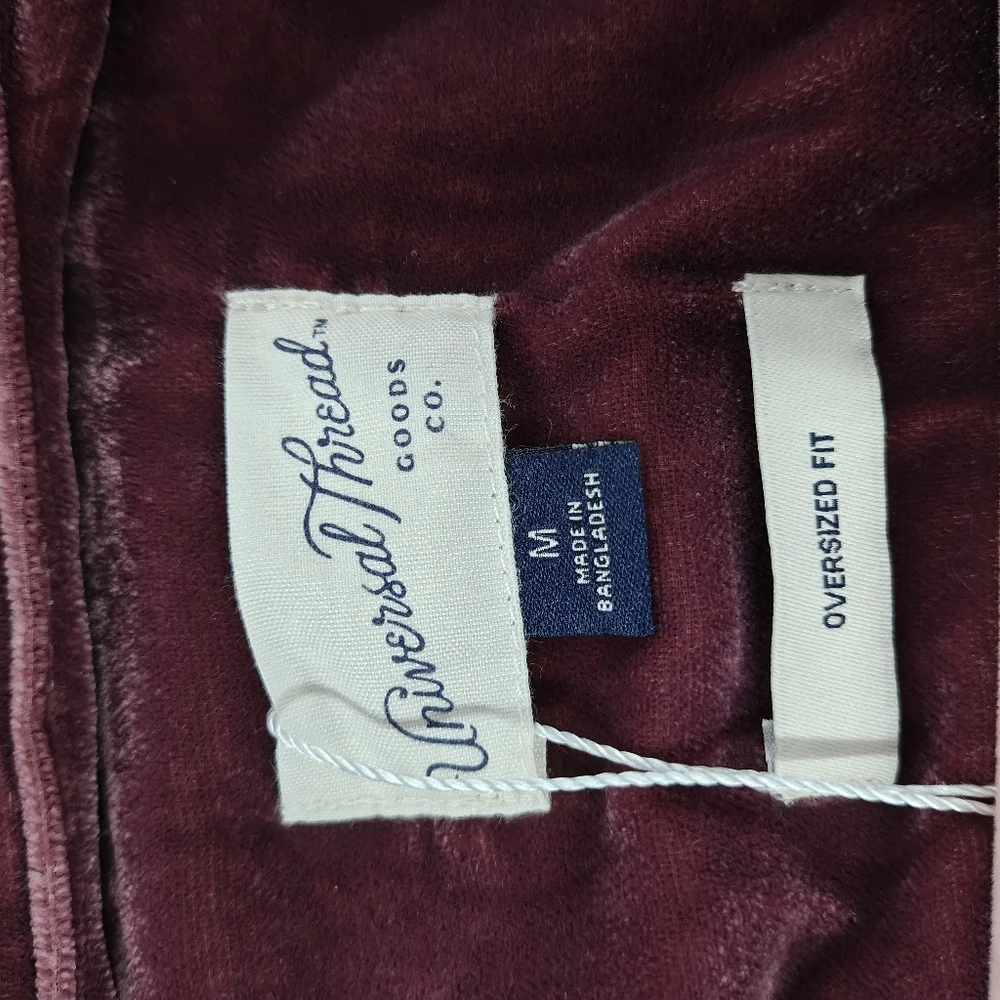 Universal Thread™
GOODS
CO.
M
MADE IN
BANGLADESH
OVERSIZED FIT